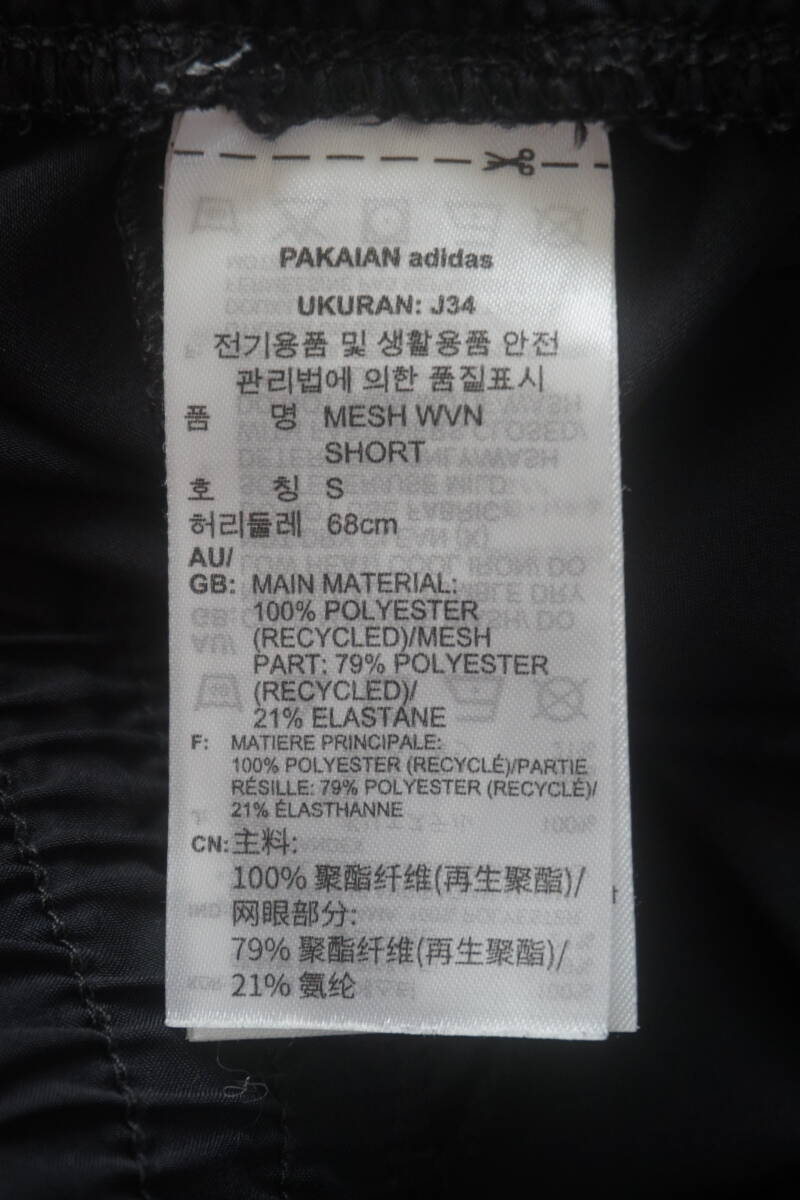 PAKAIAN adidas
UKURAN: J34
전기용품 및 생활용품 안전
관리법에 의한 품질표시
품 명 MESH WVN
SHORT
호 칭 S
허리둘레 68cm
AU/
GB: MAIN MATERIAL:
100% POLYESTER
(RECYCLED)/MESH
PART: 79% POLYESTER
(RECYCLED)/
21% ELASTANE
F: MATIERE PRINCIPALE:
100% POLYESTER (RECYCLÉ)/PARTIE
RÉSILLE: 79% POLYESTER (RECYCLÉ)/
21% ÉLASTHANNE
CN: 主料:
100% 聚酯纤维(再生聚酯)/
网眼部分:
79% 聚酯纤维(再生聚酯)/
21% 氨纶